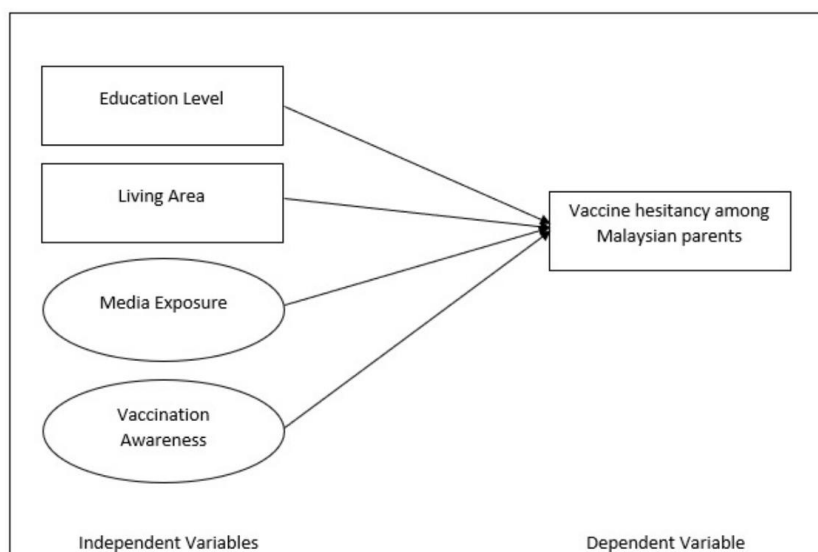 Education Level
Living Area
Media Exposure
Vaccination
Awareness
Vaccine hesitancy among
Malaysian parents
Independent Variables
Dependent Variable